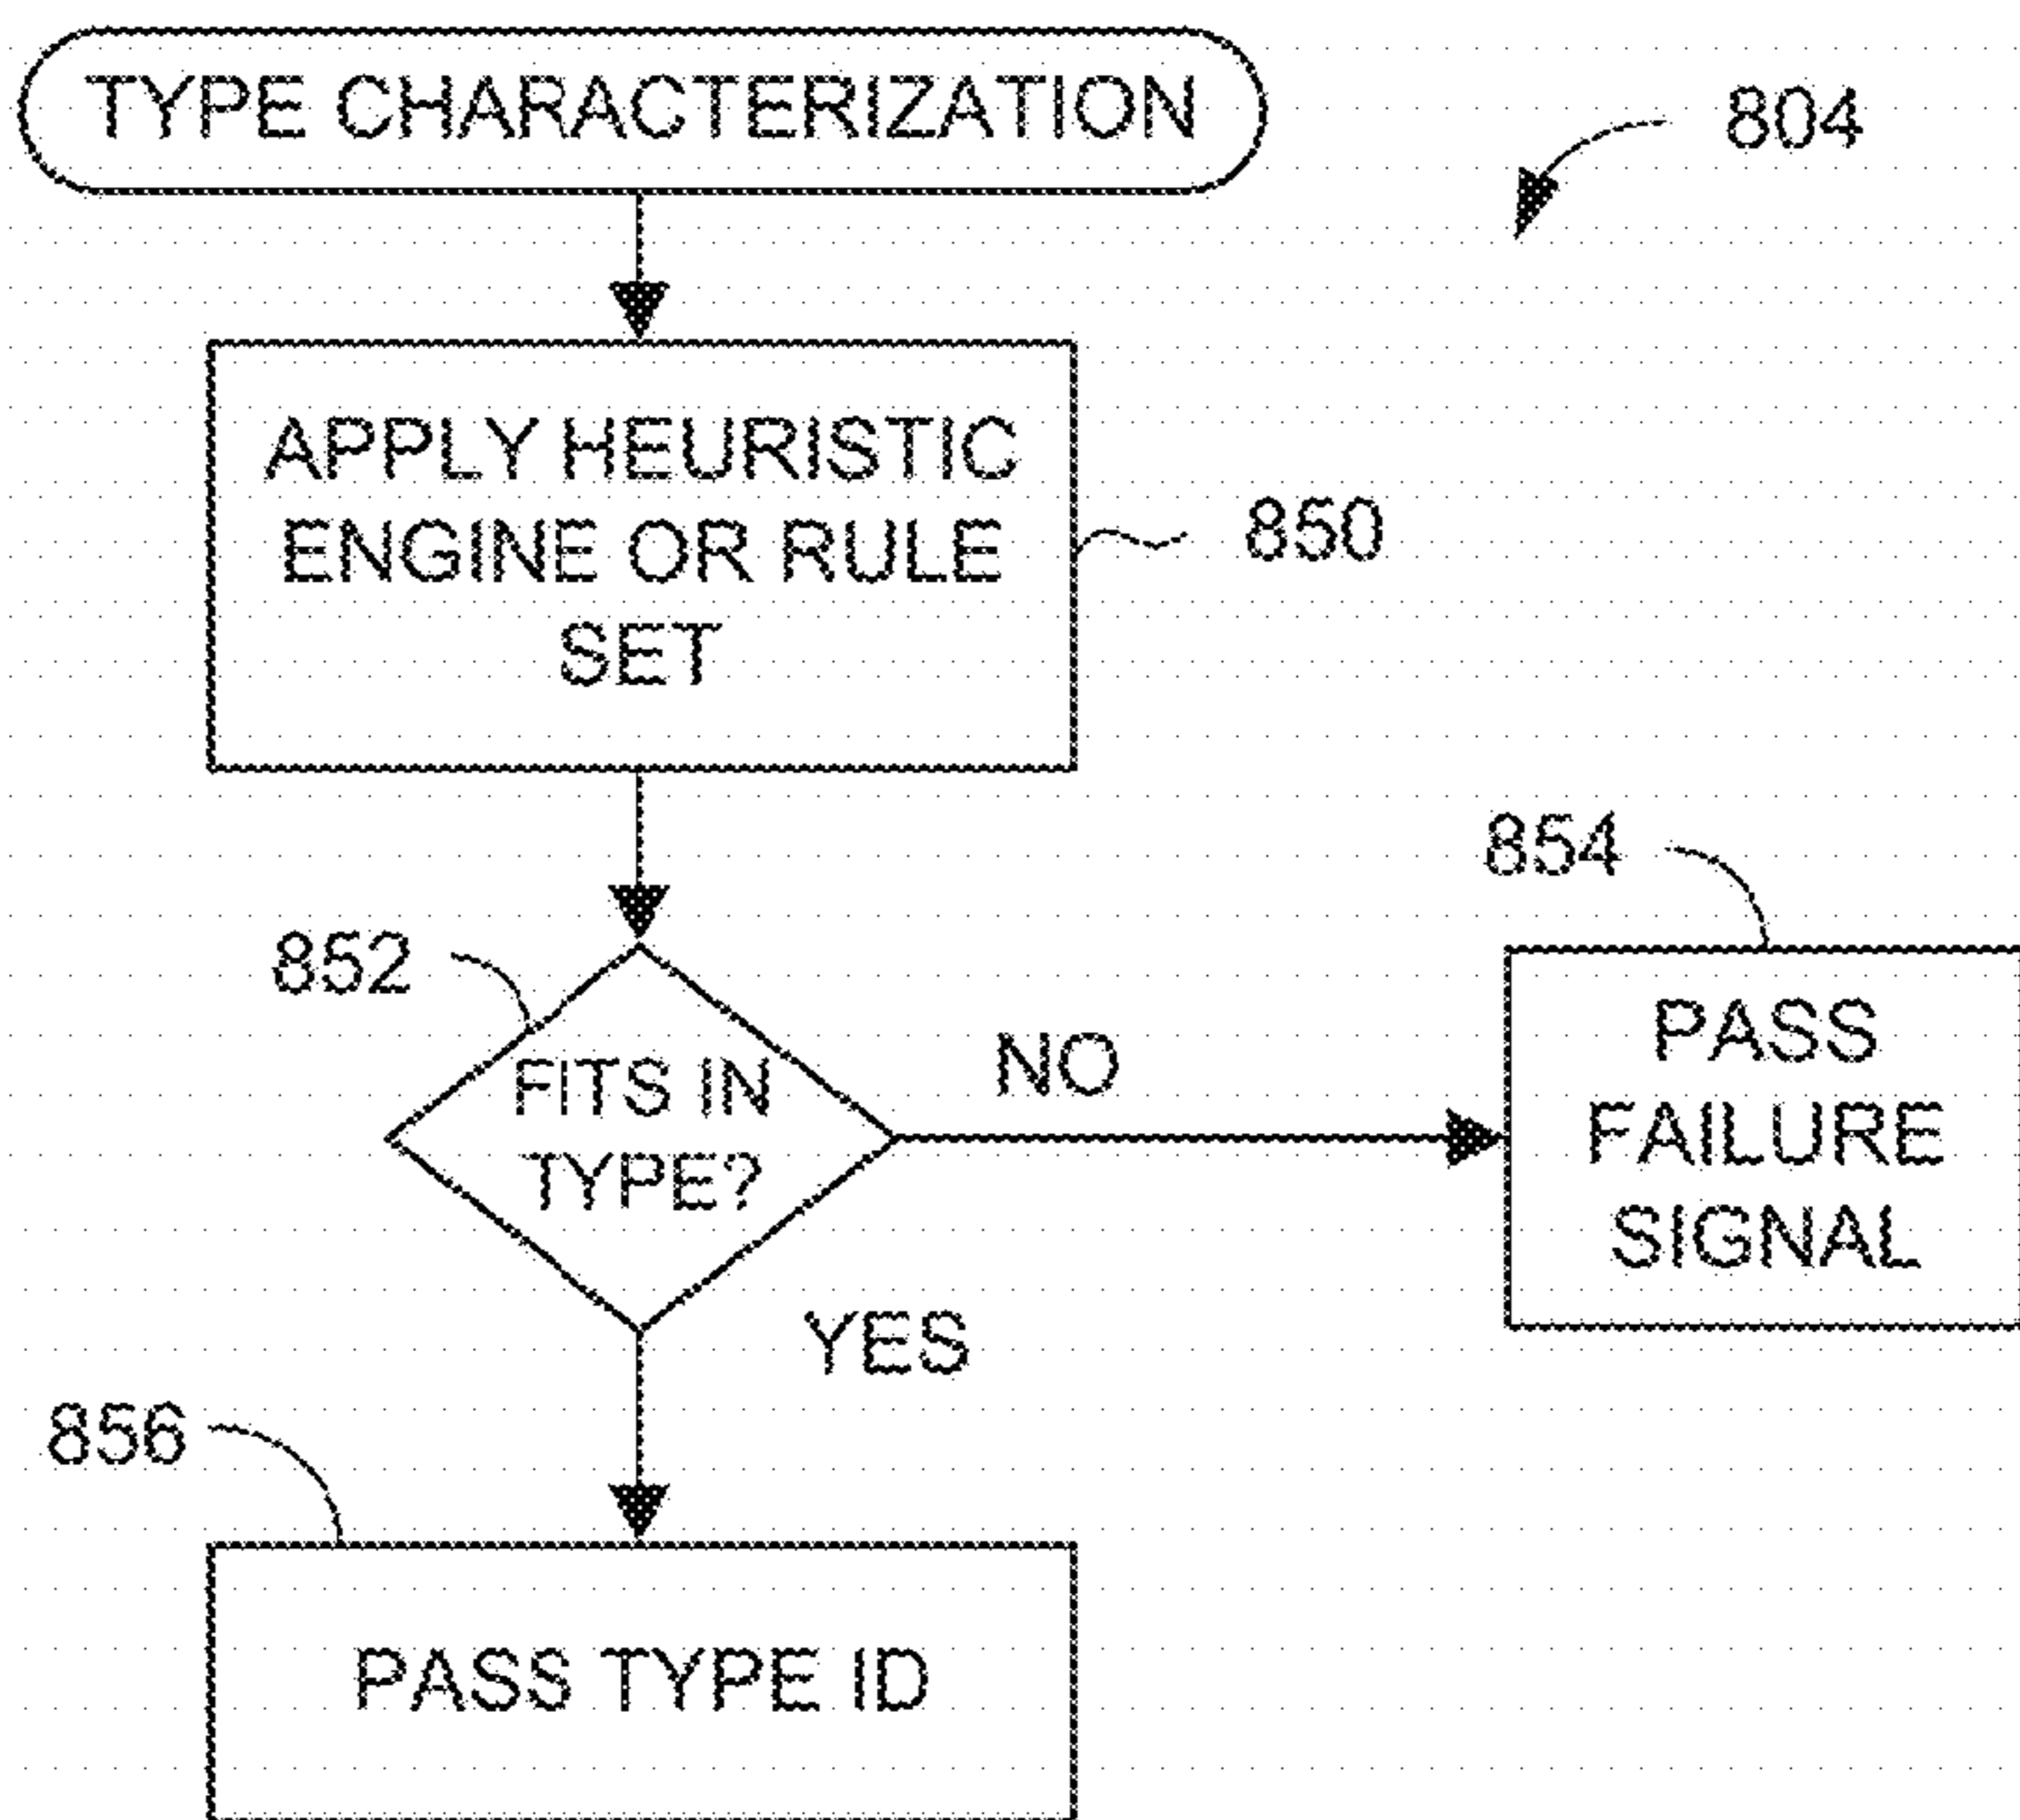 TYPE CHARACTERIZATION
804
APPLY HEURISTIC
ENGINE OR RULE
SET
850
852
FITS IN
TYPE?
NO
854
PASS
FAILURE
SIGNAL
YES
856
PASS TYPE ID